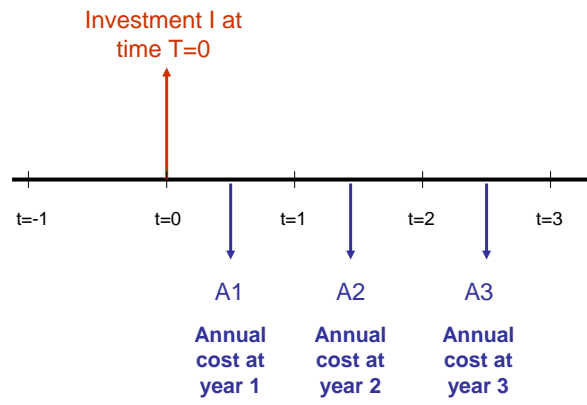 Investment I at
time T=0
t=-1
t=0
t=1
t=2
t=3
A1
A2
A3
Annual
cost at
year 1
Annual
cost at
year 2
Annual
cost at
year 3